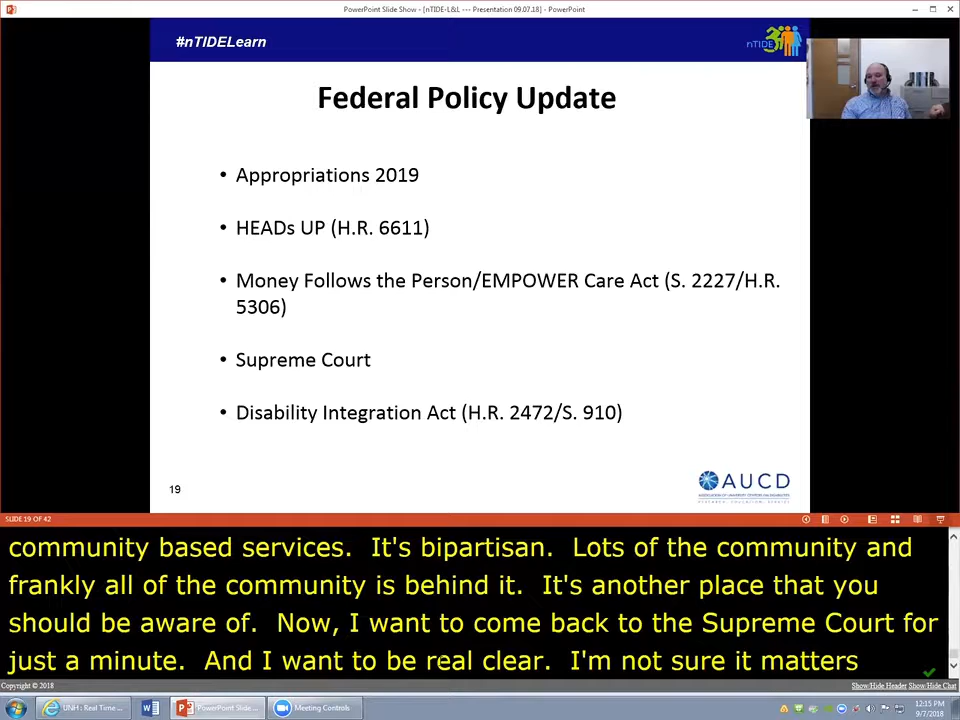 PowerPoint Slide Show - [nTIDE-L&L --- Presentation 09.07.18] - PowerPoint
#nTIDELearn
nTIDE
Federal Policy Update
• Appropriations 2019
• HEADs UP (H.R. 6611)
• Money Follows the Person/EMPOWER Care Act (S. 2227/H.R.
5306)
• Supreme Court
• Disability Integration Act (H.R. 2472/S. 910)
19
AUCD
ASSOCIATION OF UNIVERSITY CENTERS ON DISABILITIES
SLIDE 19 OF 42
community based services. It's bipartisan. Lots of the community and
frankly all of the community is behind it. It's another place that you
should be aware of. Now, I want to come back to the Supreme Court for
just a minute. And I want to be real clear. I'm not sure it matters
Copyright © 2018
Show/Hide Header Show/Hide Chat
UNH : Real Time ...
PowerPoint Slide ...
Meeting Controls
12:15 PM
9/7/2018